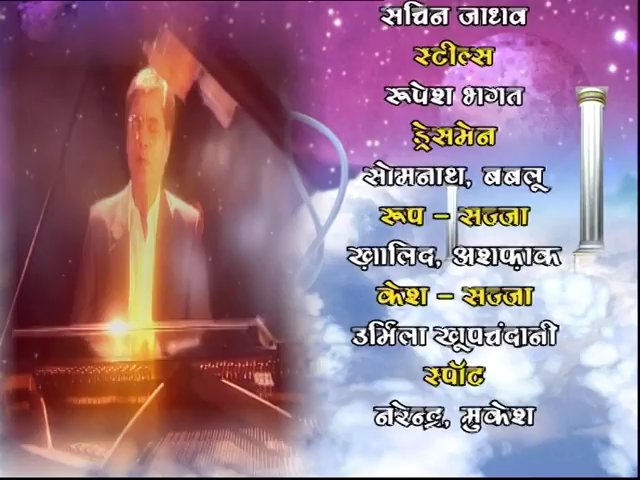 सचिन जाधव
स्टील्स
रूपेश भगत
ड्रेसमेन
सोमनाथ, बबलू
रूप - सज्जा
ख़ालिद, अशफ़ाक
केश - सज्जा
उर्मिला खूपचंदानी
स्पॉट
नरेन्द्र, मुकेश